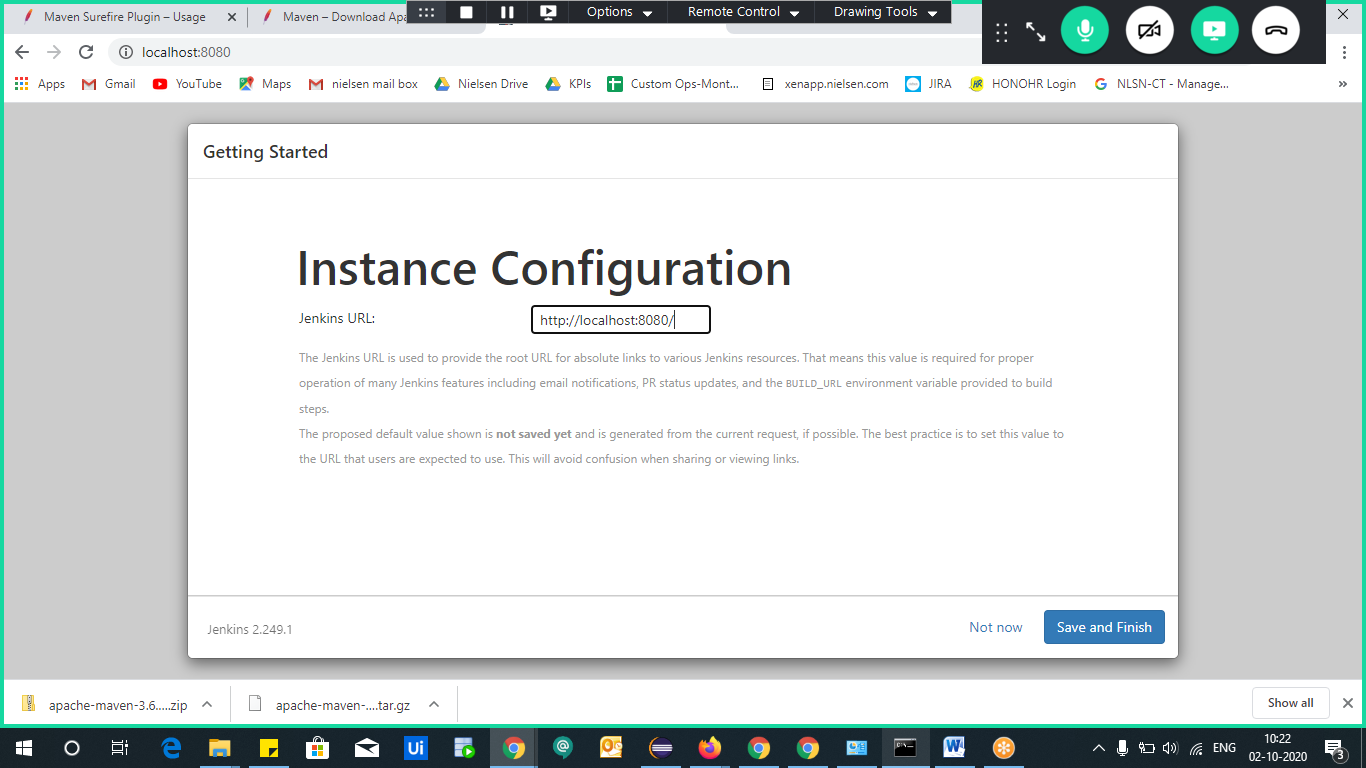 Maven Surefire Plugin – Usage
Maven – Download Apa
Options
Remote Control
Drawing Tools
localhost:8080
Apps
Gmail
YouTube
Maps
nielsen mail box
Nielsen Drive
KPIs
Custom Ops-Mont...
xenapp.nielsen.com
JIRA
HONOHR Login
NLSN-CT - Manage...
»
Getting Started
Instance Configuration
Jenkins URL:
http://localhost:8080/
The Jenkins URL is used to provide the root URL for absolute links to various Jenkins resources. That means this value is required for proper
operation of many Jenkins features including email notifications, PR status updates, and the BUILD_URL environment variable provided to build
steps.
The proposed default value shown is not saved yet and is generated from the current request, if possible. The best practice is to set this value to
the URL that users are expected to use. This will avoid confusion when sharing or viewing links.
Jenkins 2.249.1
Not now
Save and Finish
apache-maven-3.6.....zip
apache-maven-....tar.gz
Show all
Ui
ENG
10:22
02-10-2020
3